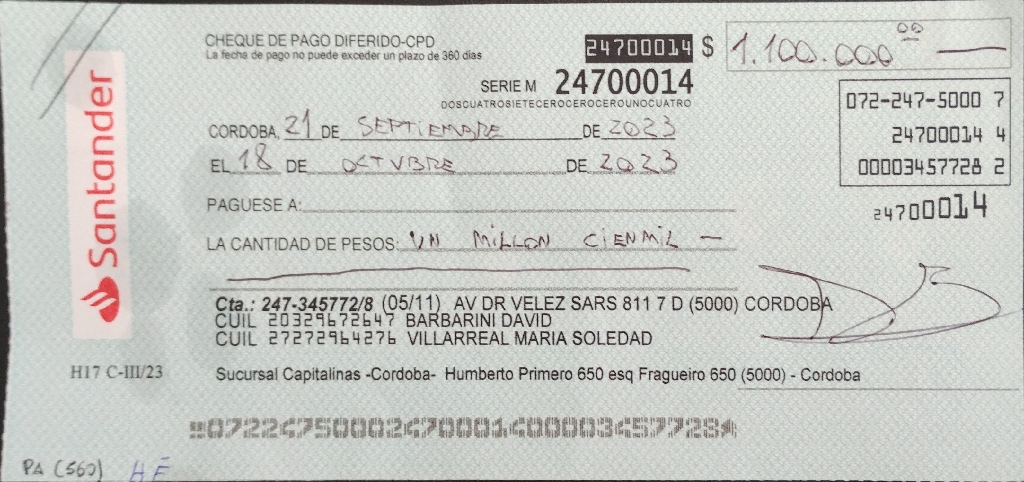 Santander
CHEQUE DE PAGO DIFERIDO-CPD
La fecha de pago no puede exceder un plazo de 360 días
24700014 $ 1.100.000 00
SERIE M 24700014
DOSCUATROSIETECEROCEROCEROUNOCUATRO
072-247-5000 7
24700014 4
00003457728 2
24700014
CORDOBA, 21 DE SEPTIEMBRE DE 2023
EL 18 DE OCTVBRE DE 2023
PAGUESE A:
LA CANTIDAD DE PESOS: UN MILLON CIENMIL —
Cta.: 247-345772/8 (05/11) AV DR VELEZ SARS 811 7 D (5000) CORDOBA
CUIL 20329672647 BARBARINI DAVID
CUIL 27272964276 VILLARREAL MARIA SOLEDAD
H17 C-III/23
Sucursal Capitalinas -Cordoba- Humberto Primero 650 esq Fragueiro 650 (5000) - Cordoba
07224750002470001400003457728
PA (560) HE